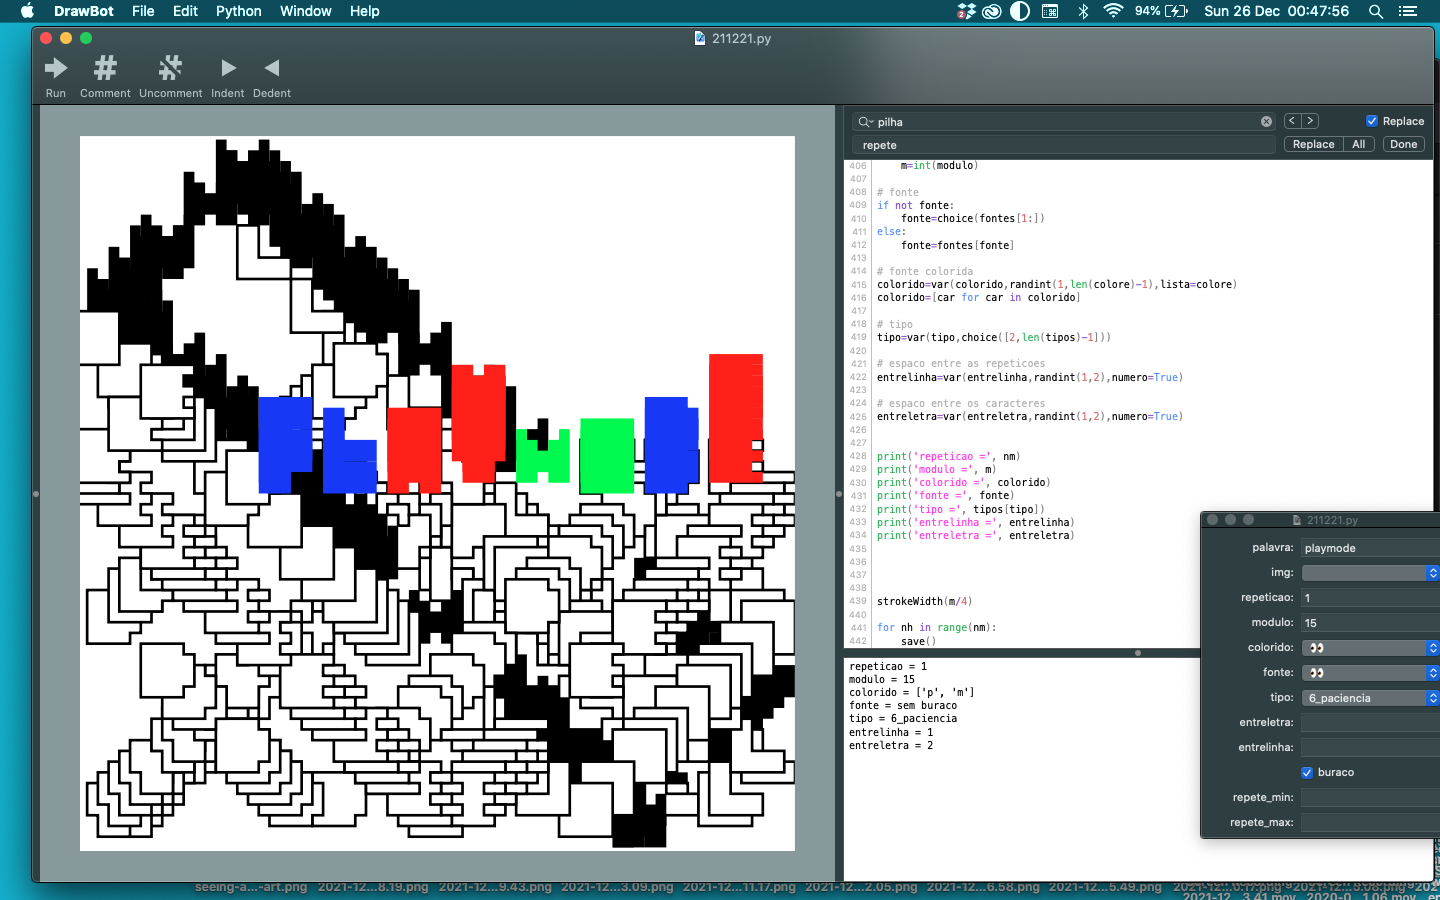 DrawBot File Edit Python Window Help
2
94%
Sun 26 Dec 00:47:56
211221.py
Run Comment Uncomment Indent Dedent
pilha
Replace
repete
Replace All Done
406 m=int(modulo)
407
408 # fonte
409 if not fonte:
410 fonte=choice(fontes[1:])
411 else:
412 fonte=fontes[fonte]
413
414 # fonte colorida
415 colorido=var(colorido,randint(1,len(colore)-1),lista=colore)
416 colorido=[car for car in colorido]
417
418 # tipo
419 tipo=var(tipo,choice([2,len(tipos)-1]))
420
421 # espaco entre as repeticoes
422 entrelinha=var(entrelinha,randint(1,2),numero=True)
423
424 # espaco entre os caracteres
425 entreletra=var(entreletra,randint(1,2),numero=True)
426
427
428 print('repeticao =', nm)
429 print('modulo =', m)
430 print('colorido =', colorido)
431 print('fonte =', fonte)
432 print('tipo =', tipos[tipo])
433 print('entrelinha =', entrelinha)
434 print('entreletra =', entreletra)
435
436
437
438
439 strokeWidth(m/4)
440
441 for nh in range(nm):
442 save()
repeticao = 1
modulo = 15
colorido = ['p', 'm']
fonte = sem buraco
tipo = 6_paciencia
entrelinha = 1
entreletra = 2
211221.py
palavra: playmode
img:
repeticao: 1
modulo: 15
colorido: 👀
fonte: 👀
tipo: 6_paciencia
entreletra:
entrelinha:
buraco
repete_min:
repete_max:
seeing-a...-art.png 2021-12...8.19.png 2021-12...9.43.png 2021-12...3.09.png 2021-12...11.17.png 2021-12...2.05.png 2021-12...6.58.png 2021-12...5.49.png